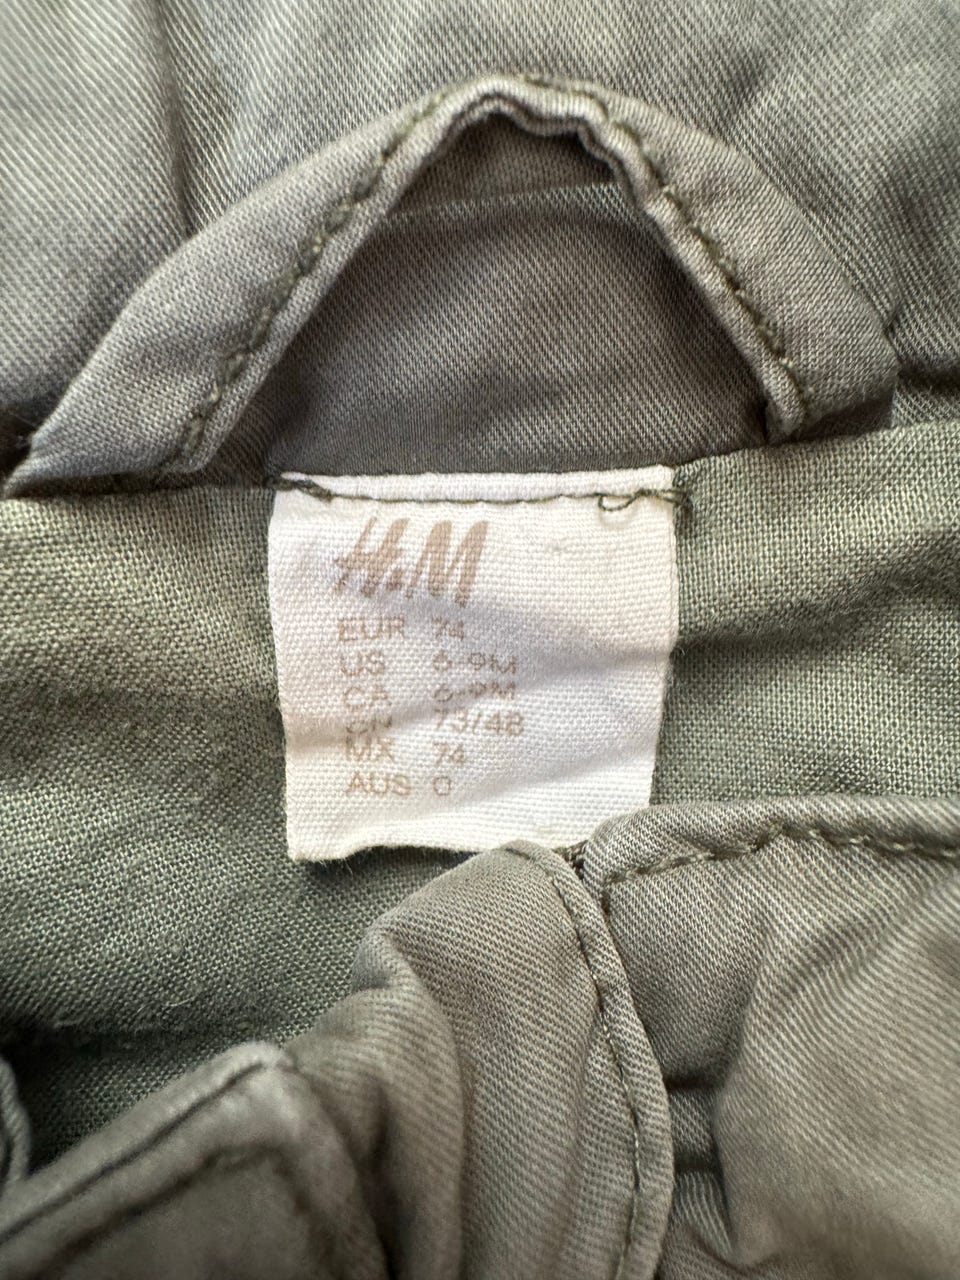 H&M
EUR 74
US 6-9M
CA 6-9M
CN 73/48
MX 74
AUS 0